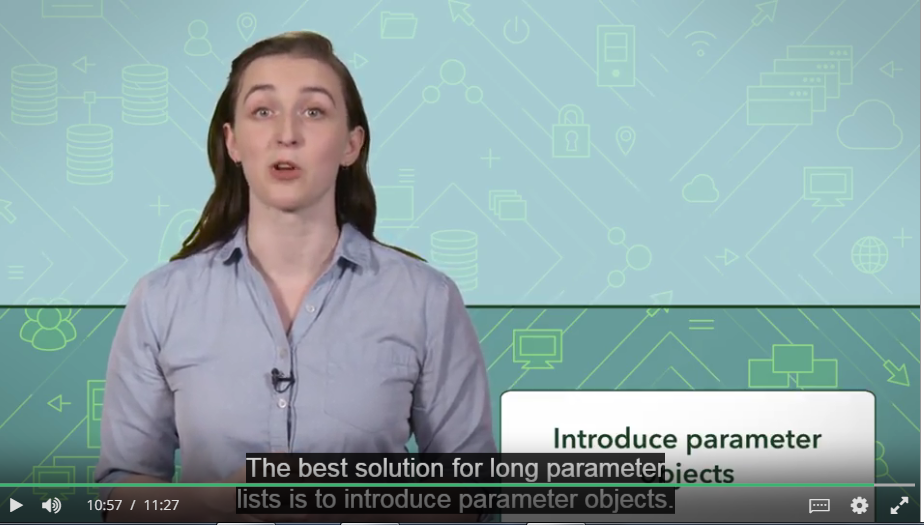 Introduce parameter
objects
The best solution for long parameter
lists is to introduce parameter objects.
10:57 / 11:27